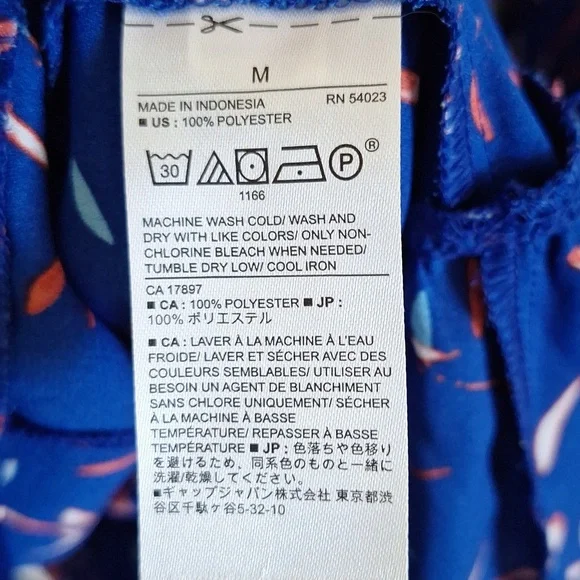 M
MADE IN INDONESIA RN 54023
■ US : 100% POLYESTER
30 P ®
1166
MACHINE WASH COLD/ WASH AND
DRY WITH LIKE COLORS/ ONLY NON-
CHLORINE BLEACH WHEN NEEDED/
TUMBLE DRY LOW/ COOL IRON
CA 17897
■ CA : 100% POLYESTER ■ JP :
100% ポリエステル
■ CA : LAVER À LA MACHINE À L'EAU
FROIDE/ LAVER ET SÉCHER AVEC DES
COULEURS SEMBLABLES/ UTILISER AU
BESOIN UN AGENT DE BLANCHIMENT
SANS CHLORE UNIQUEMENT/ SÉCHER
À LA MACHINE À BASSE
TEMPÉRATURE/ REPASSER À BASSE
TEMPÉRATURE ■ JP : 色落ちや色移り
を避けるため、同系色のものと一緒に
洗濯/乾燥してください。
■ギャップジャパン株式会社 東京都渋
谷区千駄ヶ谷5-32-10